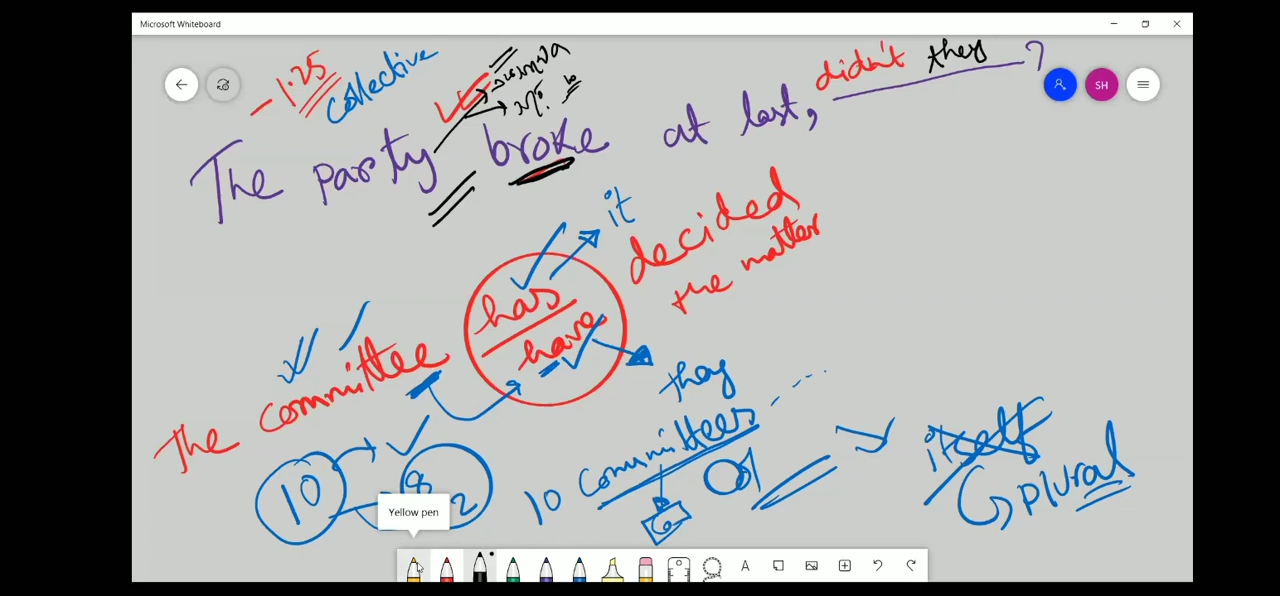 Microsoft Whiteboard
- 1.25
collective
didn't they ?
The party broke at last,
SH
it
has
have
decided
the matter
The committee
they
10
8
2
10 committees
itself
plural
Yellow pen
A